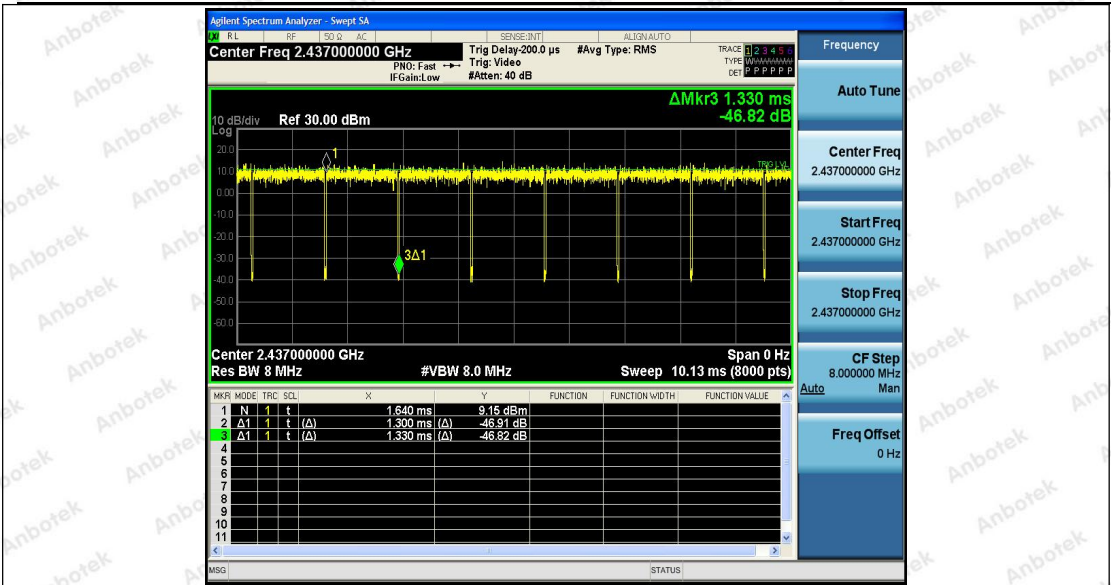 Agilent Spectrum Analyzer - Swept SA
LXI RL RF 50 Ω AC SENSE:INT ALIGNAUTO
Center Freq 2.437000000 GHz
PNO: Fast
IFGain:Low
Trig Delay-200.0 µs
Trig: Video
#Atten: 40 dB
#Avg Type: RMS
TRACE 1 2 3 4 5 6
TYPE W
DET P P P P P P
ΔMkr3 1.330 ms
-46.82 dB
10 dB/div Ref 30.00 dBm
Log
20.0
10.0
0.00
-10.0
-20.0
-30.0
-40.0
-50.0
-60.0
1
TRIG LVL
3Δ1
Center 2.437000000 GHz Span 0 Hz
Res BW 8 MHz #VBW 8.0 MHz Sweep 10.13 ms (8000 pts)
MKR MODE TRC SCL X Y FUNCTION FUNCTION WIDTH FUNCTION VALUE
1 N 1 t 1.640 ms 9.15 dBm
2 Δ1 1 t (Δ) 1.300 ms (Δ) -46.91 dB
3 Δ1 1 t (Δ) 1.330 ms (Δ) -46.82 dB
4
5
6
7
8
9
10
11
MSG STATUS
Frequency
Auto Tune
Center Freq
2.437000000 GHz
Start Freq
2.437000000 GHz
Stop Freq
2.437000000 GHz
CF Step
8.000000 MHz
Auto Man
Freq Offset
0 Hz
Anbotek